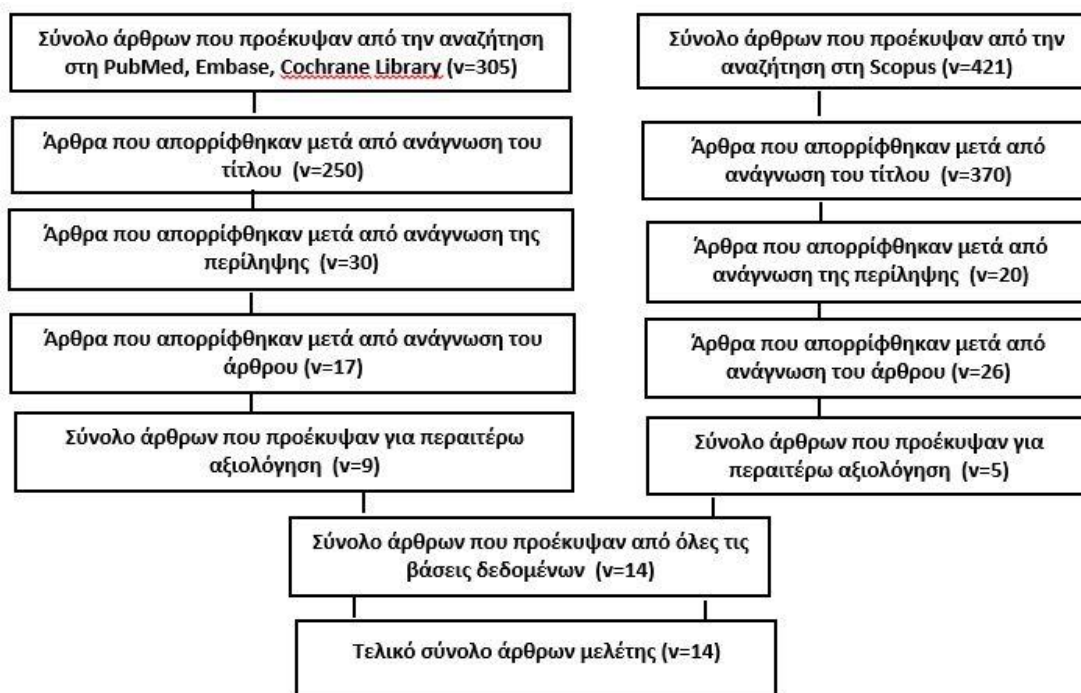 Σύνολο άρθρων που προέκυψαν από την αναζήτηση
στη PubMed, Embase, Cochrane Library (ν=305)
Άρθρα που απορρίφθηκαν μετά από ανάγνωση του
τίτλου (ν=250)
Άρθρα που απορρίφθηκαν μετά από ανάγνωση της
περίληψης (ν=30)
Άρθρα που απορρίφθηκαν μετά από ανάγνωση του
άρθρου (ν=17)
Σύνολο άρθρων που προέκυψαν για περαιτέρω
αξιολόγηση (ν=9)
Σύνολο άρθρων που προέκυψαν από την
αναζήτηση στη Scopus (ν=421)
Άρθρα που απορρίφθηκαν μετά από
ανάγνωση του τίτλου (ν=370)
Άρθρα που απορρίφθηκαν μετά από
ανάγνωση της περίληψης (ν=20)
Άρθρα που απορρίφθηκαν μετά από
ανάγνωση του άρθρου (ν=26)
Σύνολο άρθρων που προέκυψαν για
περαιτέρω αξιολόγηση (ν=5)
Σύνολο άρθρων που προέκυψαν από όλες τις
βάσεις δεδομένων (ν=14)
Τελικό σύνολο άρθρων μελέτης (ν=14)